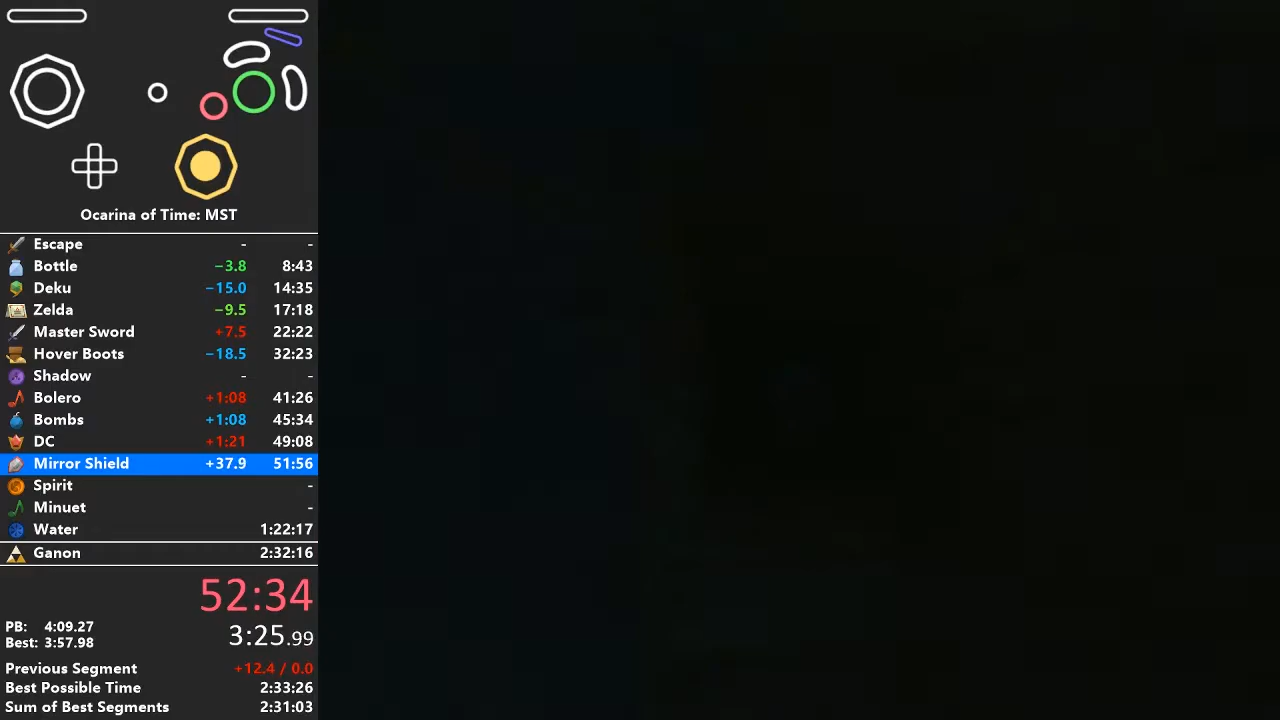 Ocarina of Time: MST
Escape - -
Bottle −3.8 8:43
Deku −15.0 14:35
Zelda −9.5 17:18
Master Sword +7.5 22:22
Hover Boots −18.5 32:23
Shadow - -
Bolero +1:08 41:26
Bombs +1:08 45:34
DC +1:21 49:08
Mirror Shield +37.9 51:56
Spirit -
Minuet -
Water 1:22:17
Ganon 2:32:16
52:34
PB: 4:09.27
Best: 3:57.98
3:25.99
Previous Segment +12.4 / 0.0
Best Possible Time 2:33:26
Sum of Best Segments 2:31:03